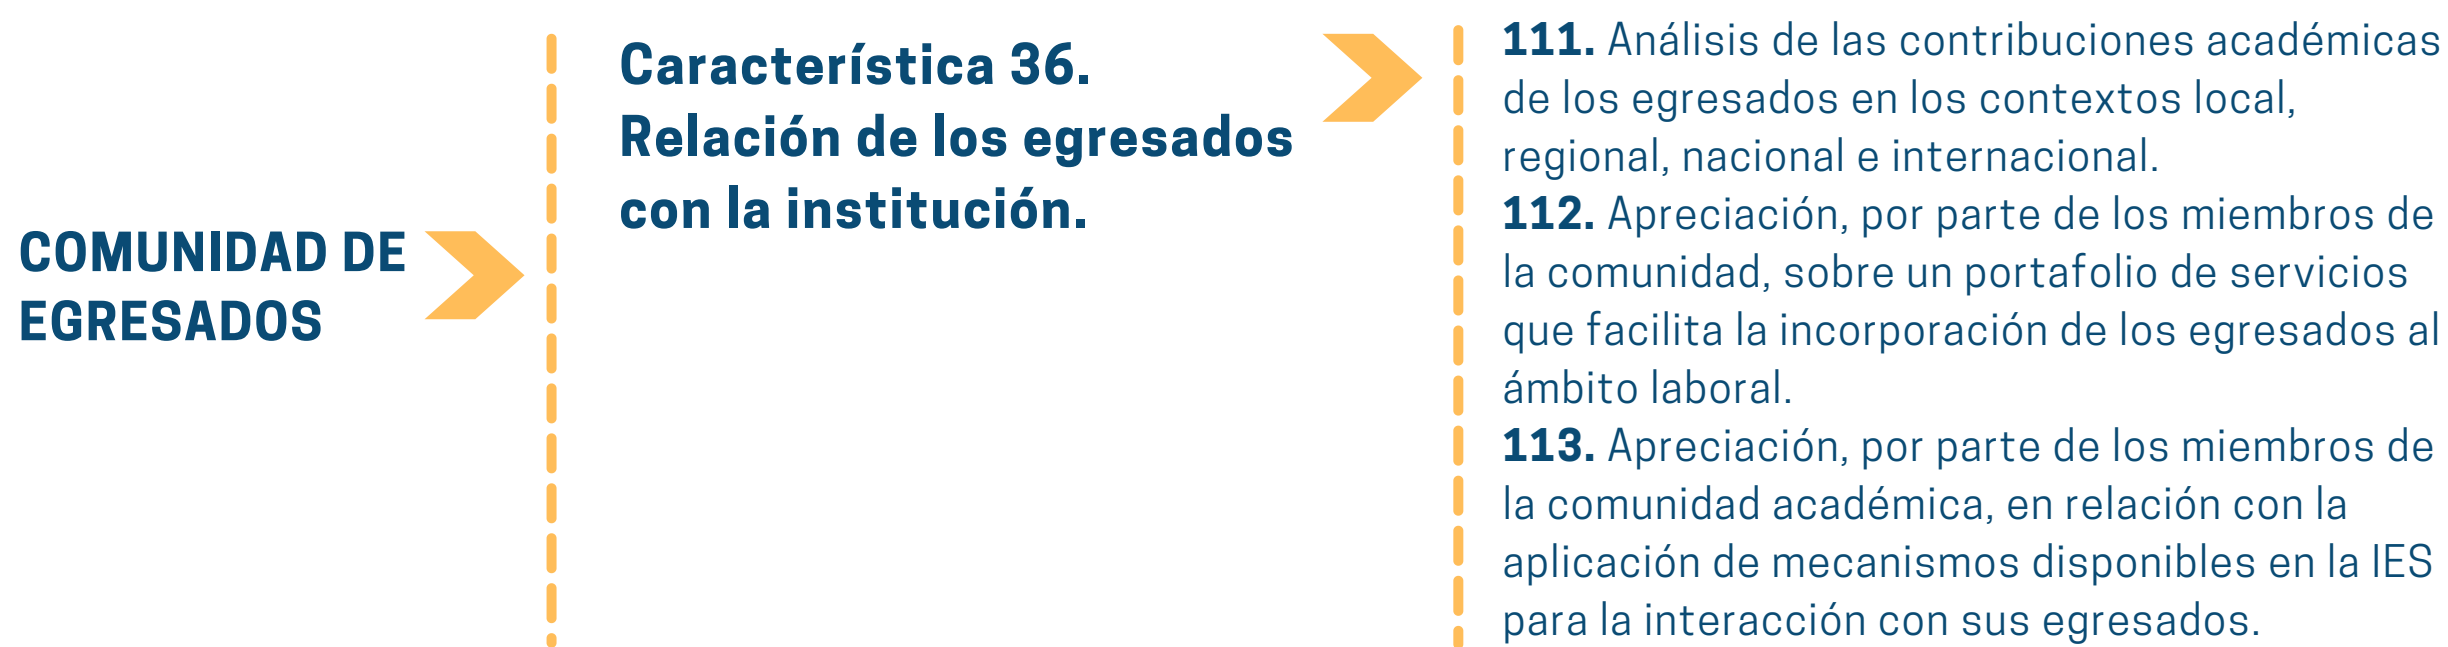 COMUNIDAD DE
EGRESADOS
Característica 36.
Relación de los egresados
con la institución.
111. Análisis de las contribuciones académicas
de los egresados en los contextos local,
regional, nacional e internacional.
112. Apreciación, por parte de los miembros de
la comunidad, sobre un portafolio de servicios
que facilita la incorporación de los egresados al
ámbito laboral.
113. Apreciación, por parte de los miembros de
la comunidad académica, en relación con la
aplicación de mecanismos disponibles en la IES
para la interacción con sus egresados.